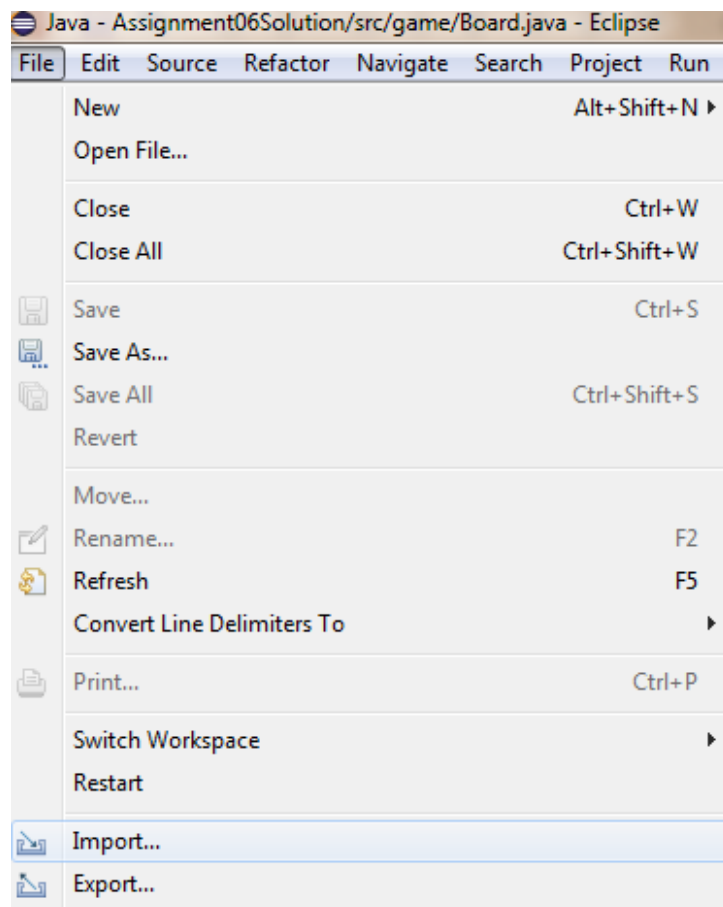 Java - Assignment06Solution/src/game/Board.java - Eclipse
File Edit Source Refactor Navigate Search Project Run
New Alt+Shift+N
Open File...
Close Ctrl+W
Close All Ctrl+Shift+W
Save Ctrl+S
Save As...
Save All Ctrl+Shift+S
Revert
Move...
Rename... F2
Refresh F5
Convert Line Delimiters To
Print... Ctrl+P
Switch Workspace
Restart
Import...
Export...